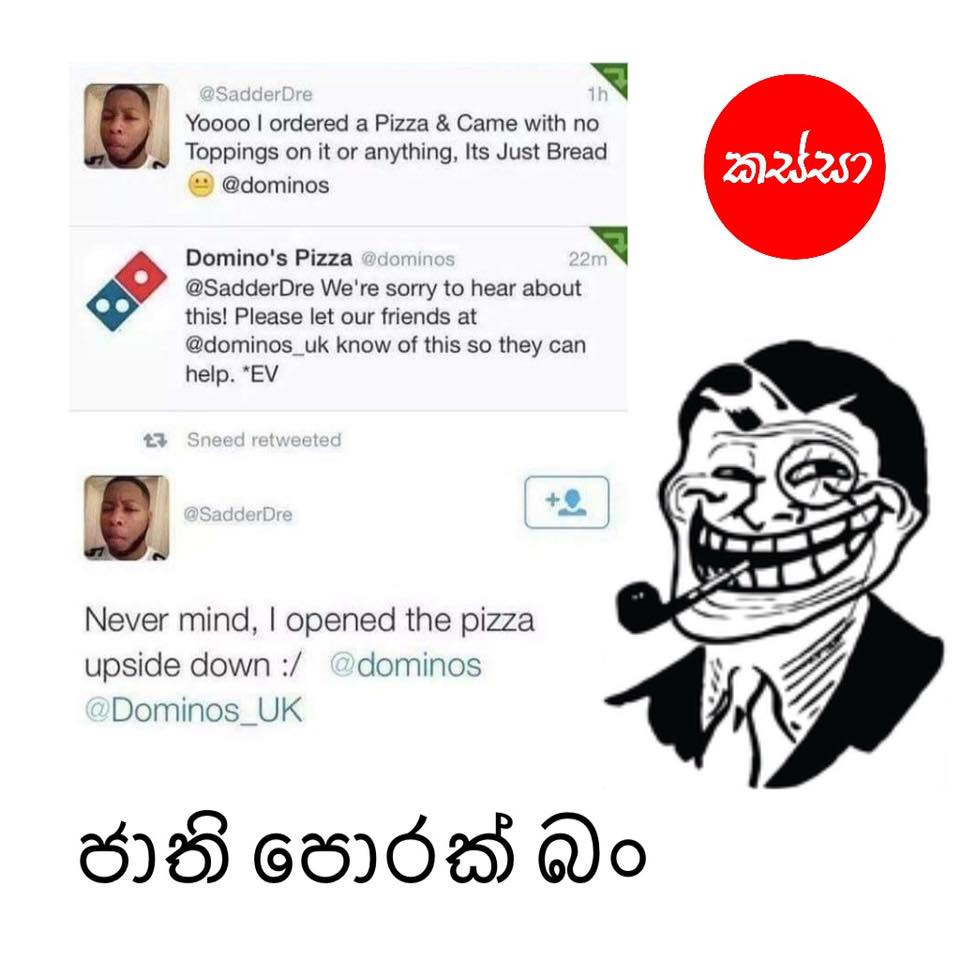 @SadderDre 1h
Yoooo I ordered a Pizza & Came with no
Toppings on it or anything, Its Just Bread
😐 @dominos
කස්සා
Domino's Pizza @dominos 22m
@SadderDre We're sorry to hear about
this! Please let our friends at
@dominos_uk know of this so they can
help. *EV
Sneed retweeted
@SadderDre
Never mind, I opened the pizza
upside down :/ @dominos
@Dominos_UK
ජාති පොරක් බං